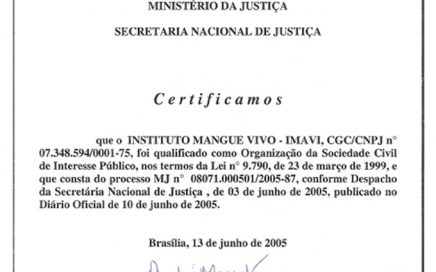 MINISTÉRIO DA JUSTIÇA
SECRETARIA NACIONAL DE JUSTIÇA
Certificamos
que o INSTITUTO MANGUE VIVO - IMAVI, CGC/CNPJ nº
07.348.594/0001-75, foi qualificado como Organização da Sociedade Civil
de Interesse Público, nos termos da Lei nº 9.790, de 23 de março de 1999, e
que consta do processo MJ nº 08071.000501/2005-87, conforme Despacho
da Secretaria Nacional de Justiça , de 03 de junho de 2005, publicado no
Diário Oficial de 10 de junho de 2005.
Brasília, 13 de junho de 2005